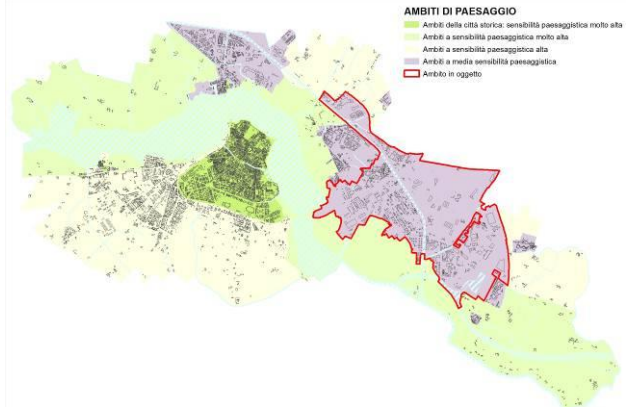 AMBITI DI PAESAGGIO
Ambiti della città storica: sensibilità paesaggistica molto alta
Ambiti a sensibilità paesaggistica molto alta
Ambiti a sensibilità paesaggistica alta
Ambiti a media sensibilità paesaggistica
Ambito in oggetto